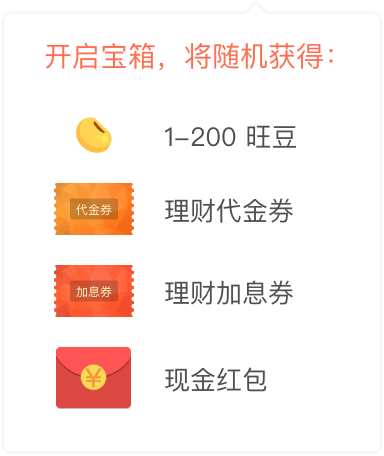 开启宝箱，将随机获得：
1-200 旺豆
代金券
理财代金券
加息券
理财加息券
¥
现金红包